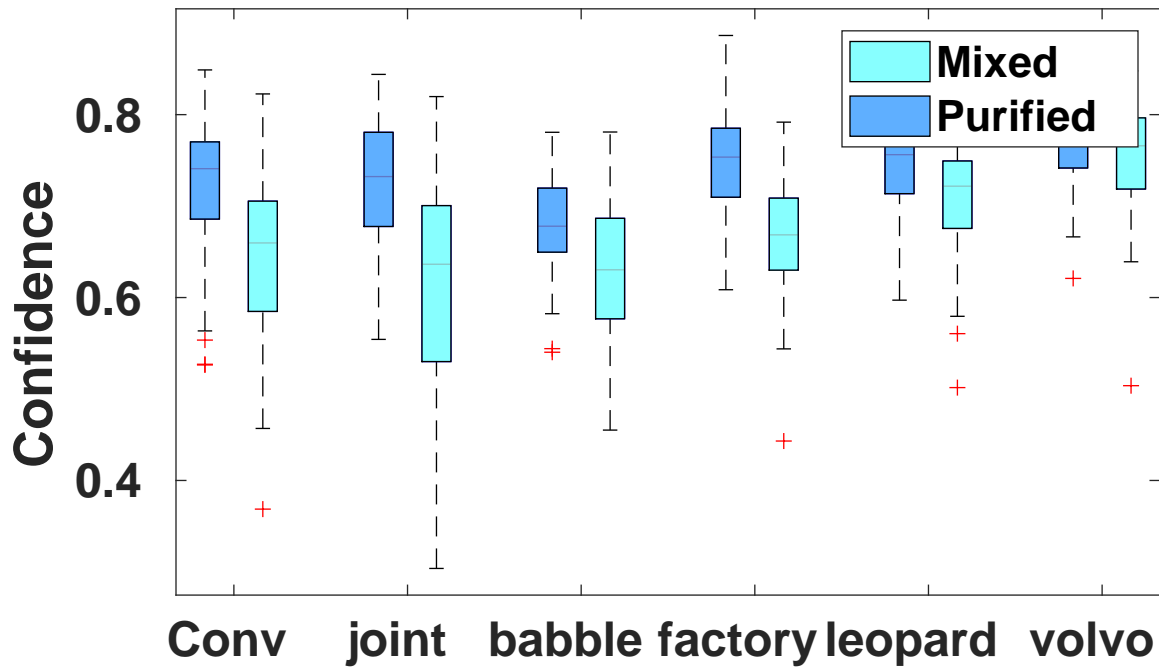 Mixed
Purified
0.8
0.6
0.4
Confidence
Conv joint babble factory leopard volvo